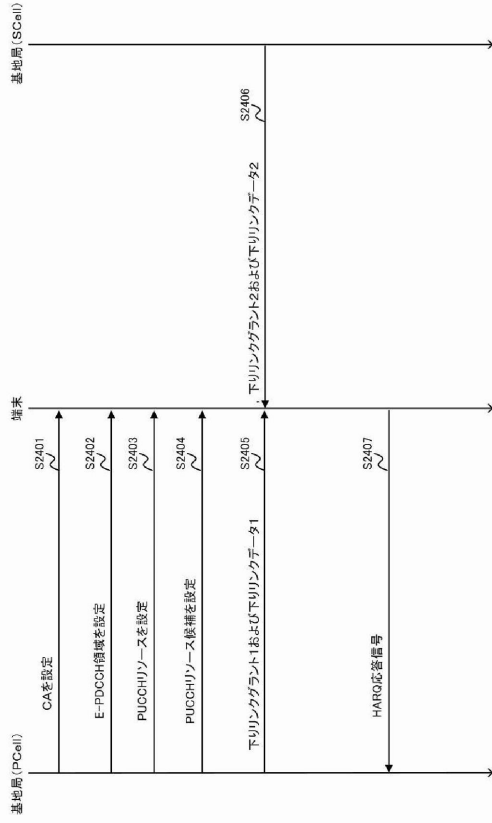 基地局(PCell)
端末
基地局(SCell)
CAを設定
S2401
E-PDCCH領域を設定
S2402
PUCCHリソースを設定
S2403
PUCCHリソース候補を設定
S2404
下りリンクグラント1および下りリンクデータ1
S2405
下りリンクグラント2および下りリンクデータ2
S2406
HARQ応答信号
S2407